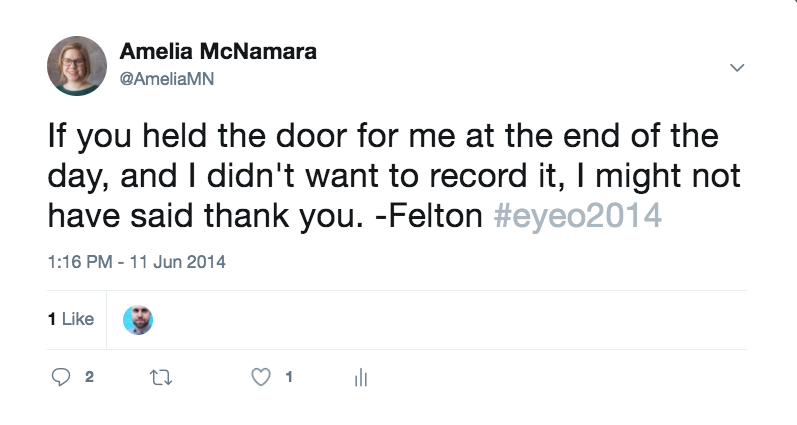 Amelia McNamara
@AmeliaMN
If you held the door for me at the end of the
day, and I didn't want to record it, I might not
have said thank you. -Felton #eyeo2014
1:16 PM - 11 Jun 2014
1 Like
2
1